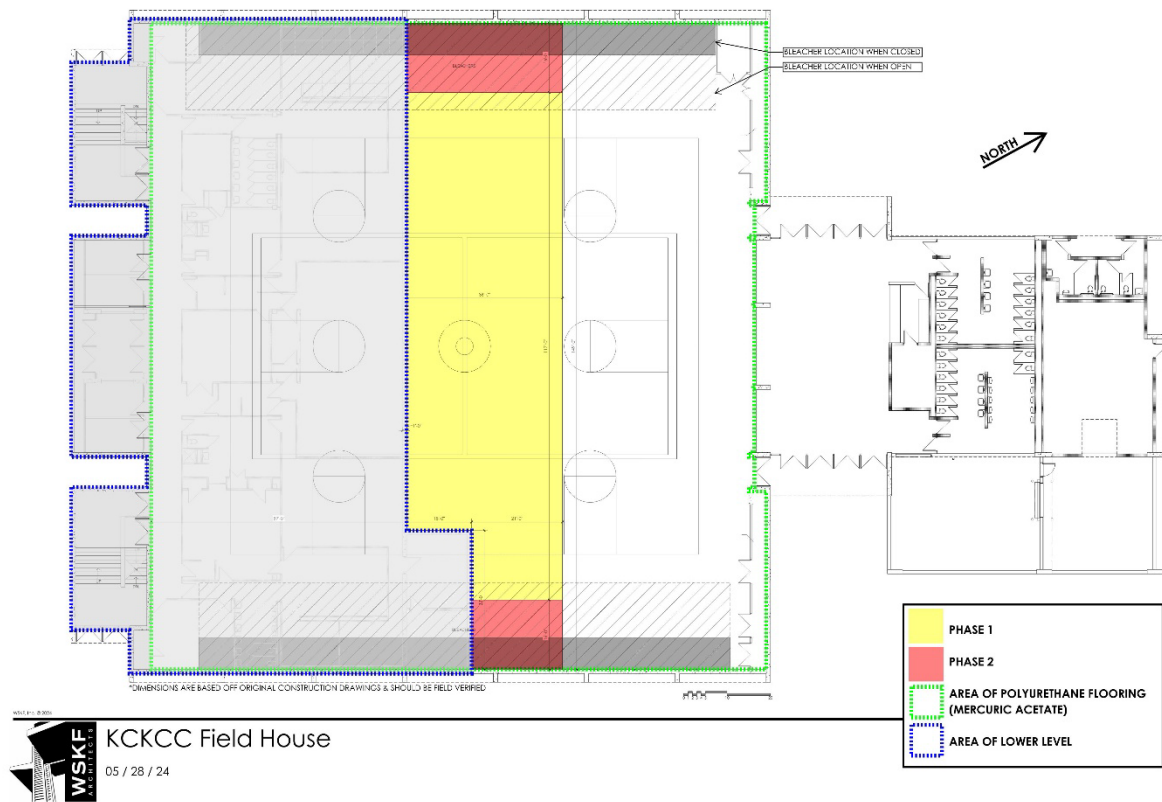 BLEACHER LOCATION WHEN CLOSED
BLEACHER LOCATION WHEN OPEN
NORTH
*DIMENSIONS ARE BASED OFF ORIGINAL CONSTRUCTION DRAWINGS & SHOULD BE FIELD VERIFIED
PHASE 1
PHASE 2
AREA OF POLYURETHANE FLOORING
(MERCURIC ACETATE)
AREA OF LOWER LEVEL
WSKF
ARCHITECTS
KCKCC Field House
05 / 28 / 24